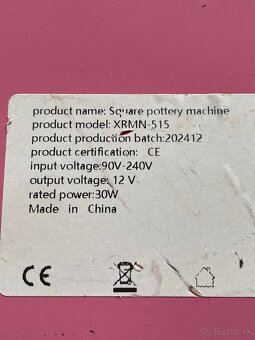 product name: Square pottery machine
product model: XRMN-515
product production batch:202412
product certification: CE
input voltage:90V-240V
output voltage: 12 V
rated power:30W
Made in China
CE
bazos.sk